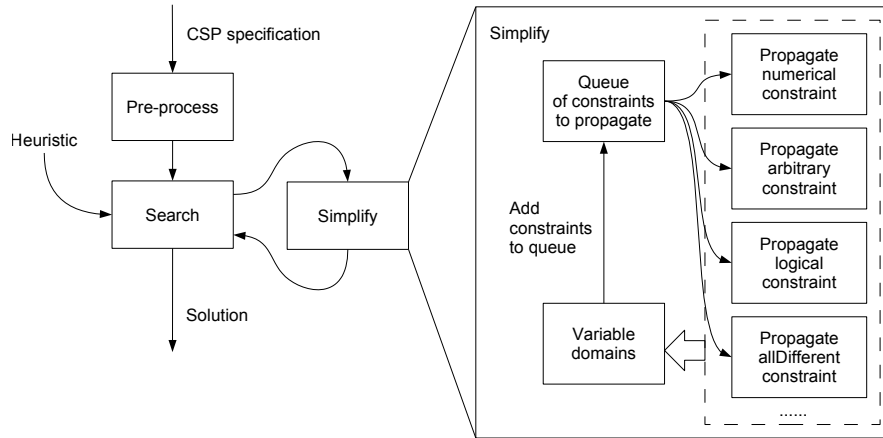 CSP specification
Pre-process
Heuristic
Search
Simplify
Solution
Simplify
Queue
of constraints
to propagate
Add
constraints
to queue
Variable
domains
Propagate
numerical
constraint
Propagate
arbitrary
constraint
Propagate
logical
constraint
Propagate
allDifferent
constraint
......